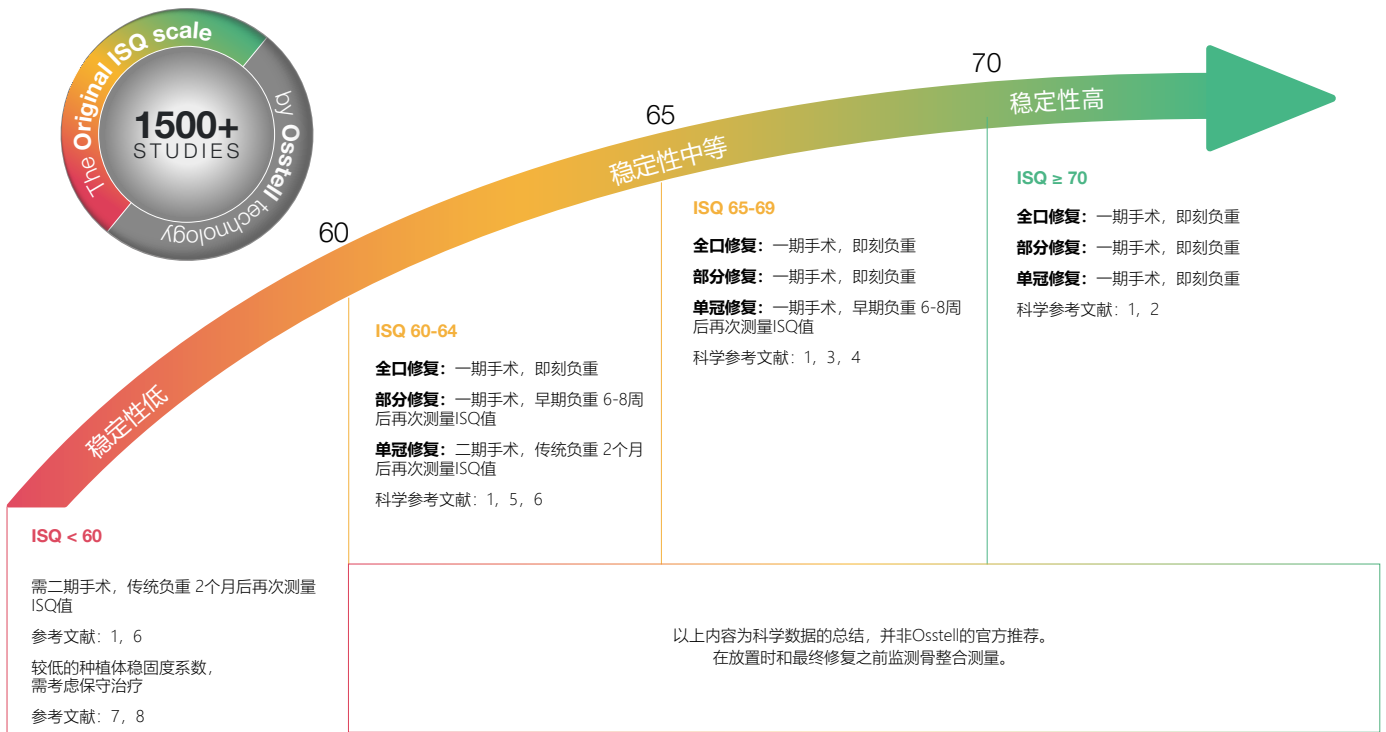 The Original ISQ scale
by Osstell technology
1500+
STUDIES
60
65
70
稳定性低
稳定性中等
稳定性高
ISQ < 60
需二期手术，传统负重 2个月后再次测量
ISQ值
参考文献：1，6
较低的种植体稳固度系数，
需考虑保守治疗
参考文献：7，8
ISQ 60-64
全口修复：一期手术，即刻负重
部分修复：一期手术，早期负重 6-8周
后再次测量ISQ值
单冠修复：二期手术，传统负重 2个月
后再次测量ISQ值
科学参考文献：1，5，6
ISQ 65-69
全口修复：一期手术，即刻负重
部分修复：一期手术，即刻负重
单冠修复：一期手术，早期负重 6-8周
后再次测量ISQ值
科学参考文献：1，3，4
ISQ ≥ 70
全口修复：一期手术，即刻负重
部分修复：一期手术，即刻负重
单冠修复：一期手术，即刻负重
科学参考文献：1，2
以上内容为科学数据的总结，并非Osstell的官方推荐。
在放置时和最终修复之前监测骨整合测量。